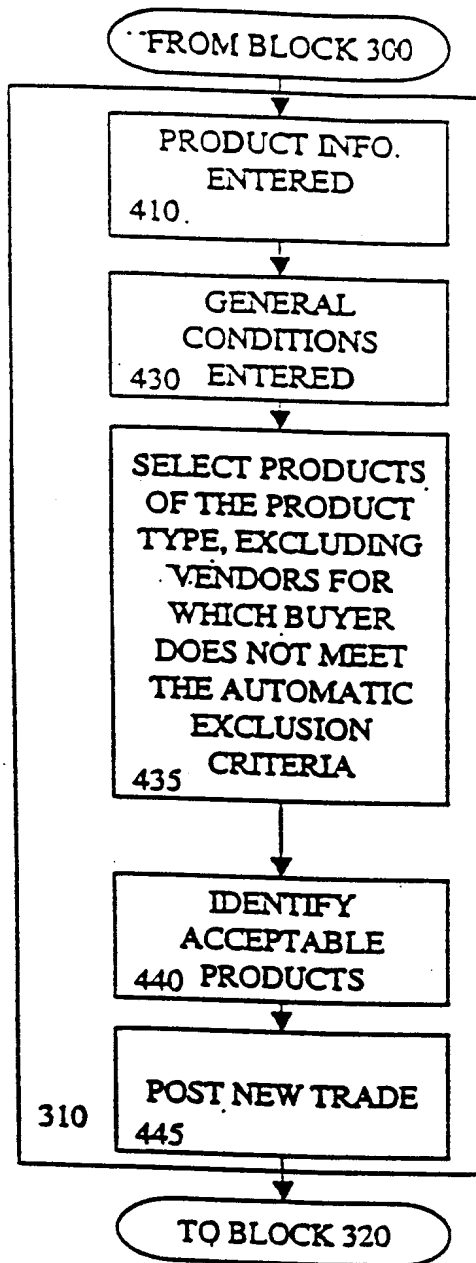 FROM BLOCK 300
PRODUCT INFO.
ENTERED
410.
GENERAL
CONDITIONS
430 ENTERED
SELECT PRODUCTS
OF THE PRODUCT
TYPE, EXCLUDING
VENDORS FOR
WHICH BUYER
DOES NOT MEET
THE AUTOMATIC
EXCLUSION
CRITERIA
435
IDENTIFY
ACCEPTABLE
440 PRODUCTS
POST NEW TRADE
310 445
TO BLOCK 320